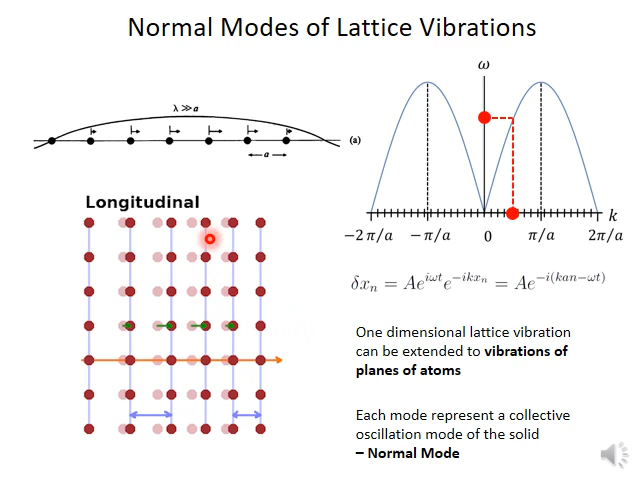 Normal Modes of Lattice Vibrations
λ ≫ a
(a)
a
ω
k
−2π/a −π/a 0 π/a 2π/a
Longitudinal
δxₙ = Ae^{iωt}e^{−ikxₙ} = Ae^{−i(kan−ωt)}
One dimensional lattice vibration
can be extended to vibrations of
planes of atoms
Each mode represent a collective
oscillation mode of the solid
– Normal Mode